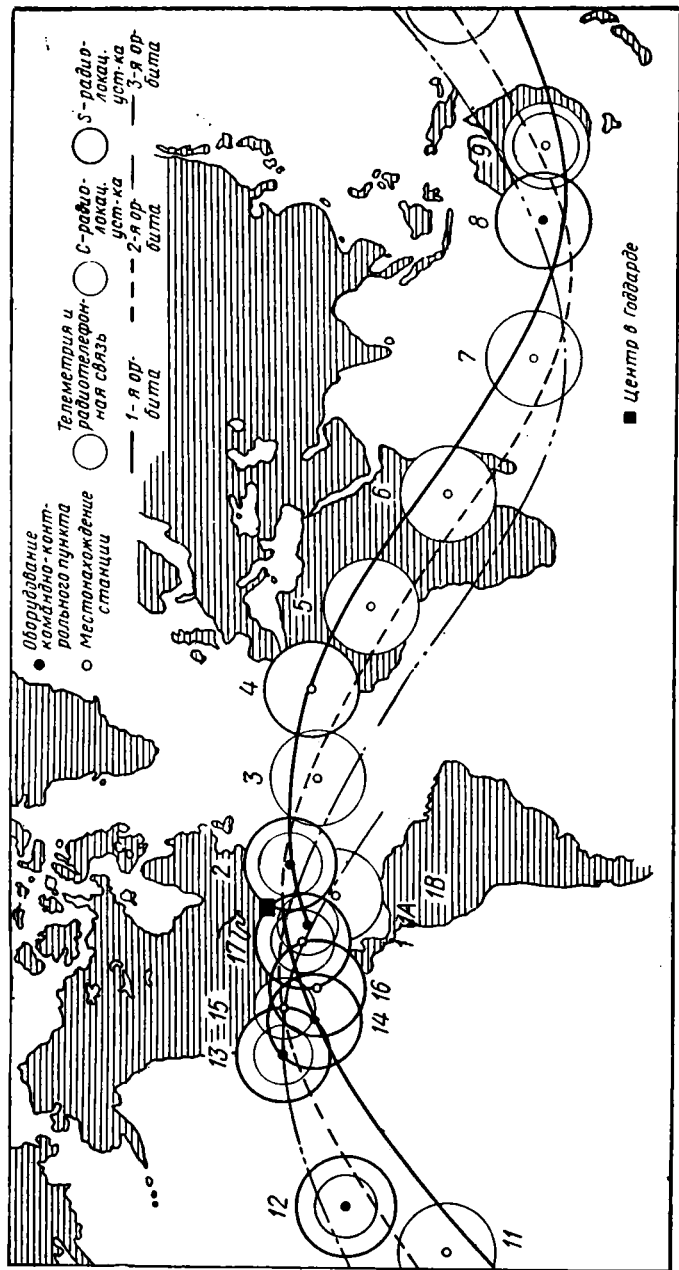 Оборудование
командно-конт-
рольного пункта
Местонахождение
станции
Телеметрия и
радиотелефон-
ная связь
С-радио-
локац.
уст-ка
S-радио-
локац.
уст-ка
1-я ор-
бита
2-я ор-
бита
3-я ор-
бита
Центр в Годдарде
2
3
4
5
6
7
8
9
11
12
13
15
14
16
17
1А
1В